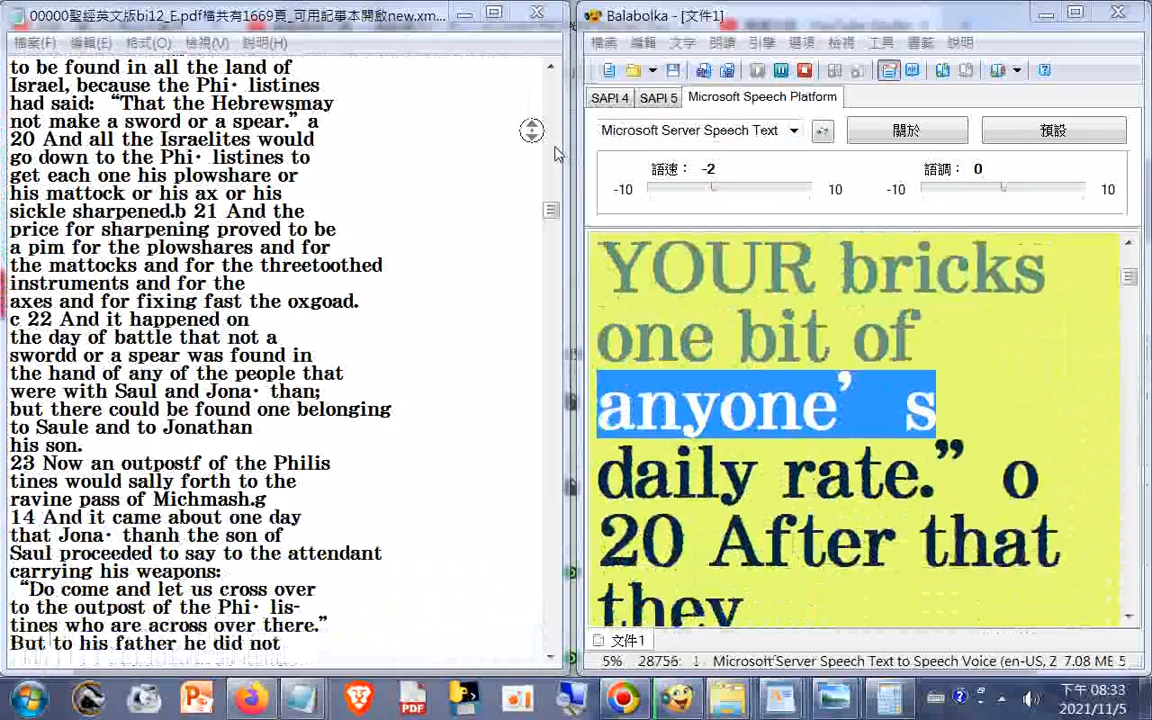 00000聖經英文版bi12_E.pdf檔共有1669頁_可用記事本開啟new.xm...
檔案(F) 編輯(E) 格式(O) 檢視(V) 說明(H)
to be found in all the land of
Israel, because the Phi· listines
had said: “That the Hebrewsmay
not make a sword or a spear.” a
20 And all the Israelites would
go down to the Phi· listines to
get each one his plowshare or
his mattock or his ax or his
sickle sharpened.b 21 And the
price for sharpening proved to be
a pim for the plowshares and for
the mattocks and for the threetoothed
instruments and for the
axes and for fixing fast the oxgoad.
c 22 And it happened on
the day of battle that not a
swordd or a spear was found in
the hand of any of the people that
were with Saul and Jona· than;
but there could be found one belonging
to Saule and to Jonathan
his son.
23 Now an outpostf of the Philis
tines would sally forth to the
ravine pass of Michmash.g
14 And it came about one day
that Jona· thanh the son of
Saul proceeded to say to the attendant
carrying his weapons:
“Do come and let us cross over
to the outpost of the Phi· lis-
tines who are across over there.”
But to his father he did not
Balabolka - [文件1]
檔案 編輯 文字 朗讀 引擎 選項 檢視 工具 書籤 說明
SAPI 4 SAPI 5 Microsoft Speech Platform
Microsoft Server Speech Text 關於 預設
語速: -2 語調: 0
-10 10 -10 10
YOUR bricks
one bit of
anyone’ s
daily rate.” o
20 After that
they
文件1
5% 28756: 1 Microsoft Server Speech Text to Speech Voice (en-US, Z 7.08 MB 5
下午 08:33
2021/11/5